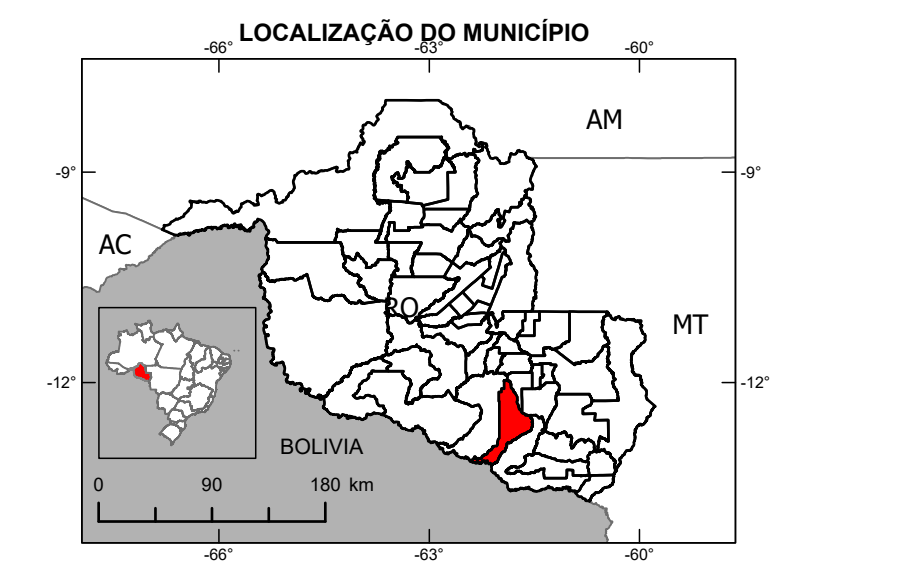 LOCALIZAÇÃO DO MUNICÍPIO
-66° -63° -60°
AM
-9° -9°
AC
RO
MT
-12° -12°
BOLIVIA
0 90 180 km
-66° -63° -60°